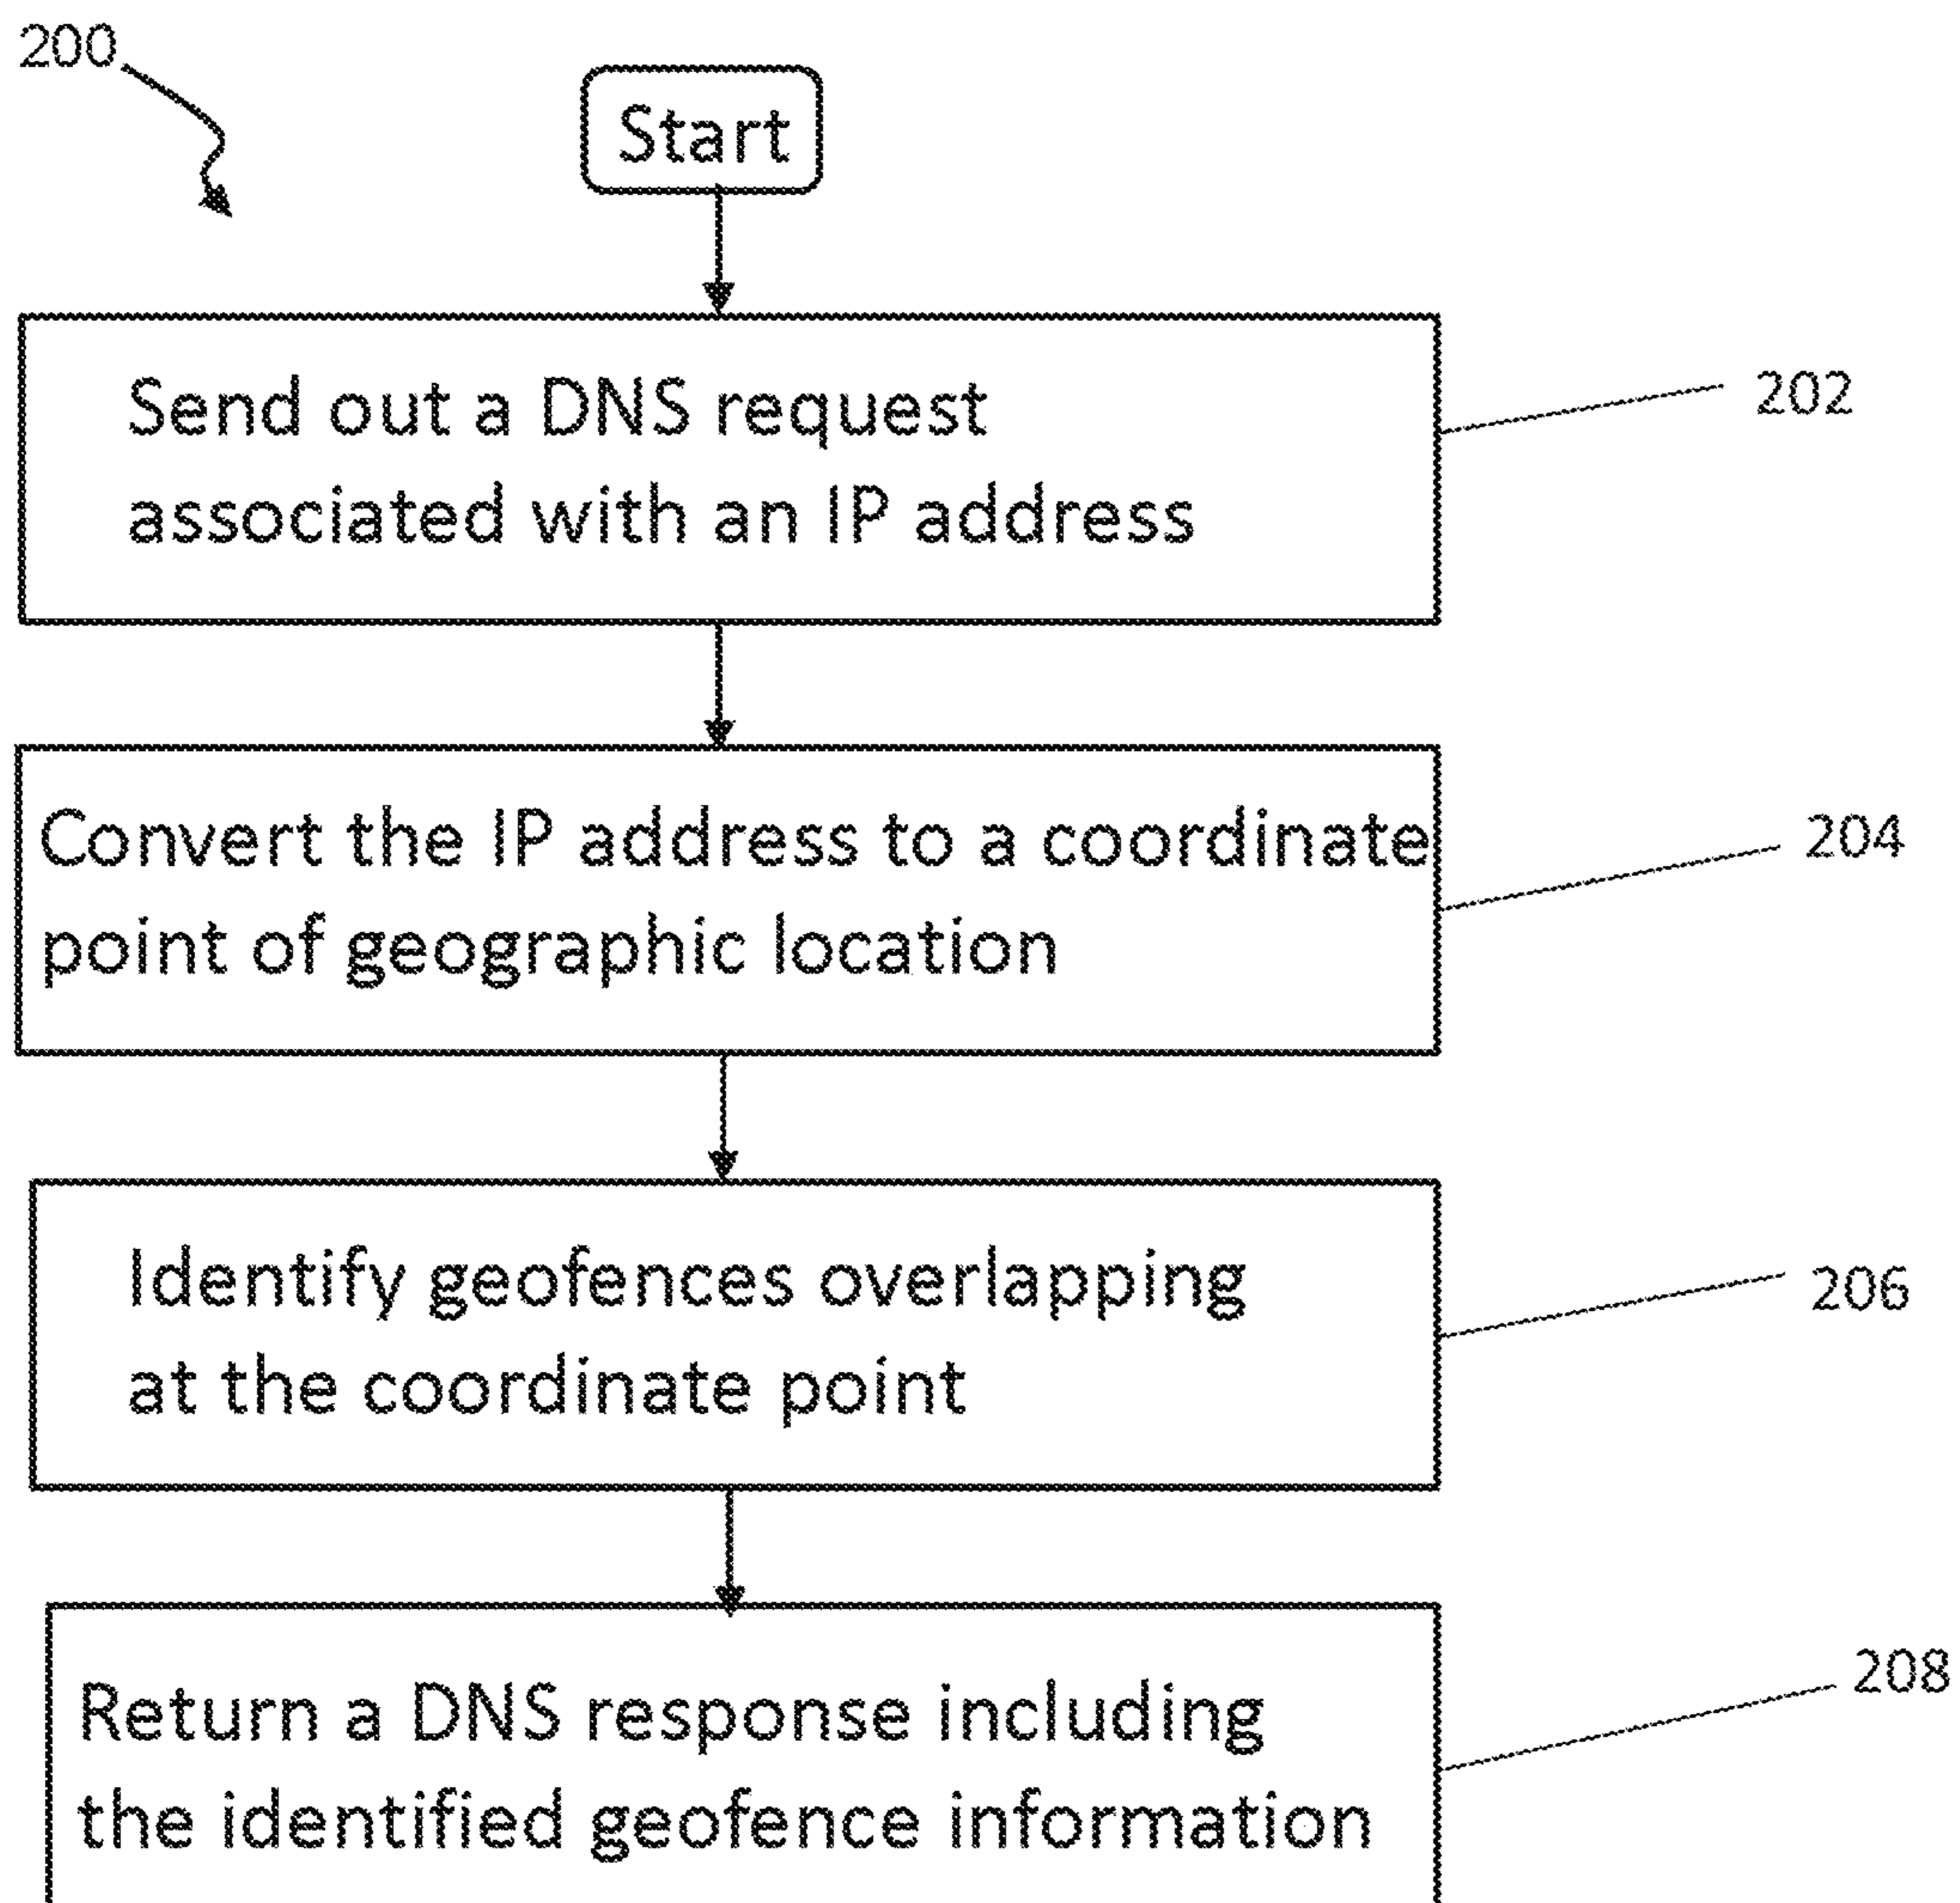 200
Start
Send out a DNS request
associated with an IP address
202
Convert the IP address to a coordinate
point of geographic location
204
Identify geofences overlapping
at the coordinate point
206
Return a DNS response including
the identified geofence information
208